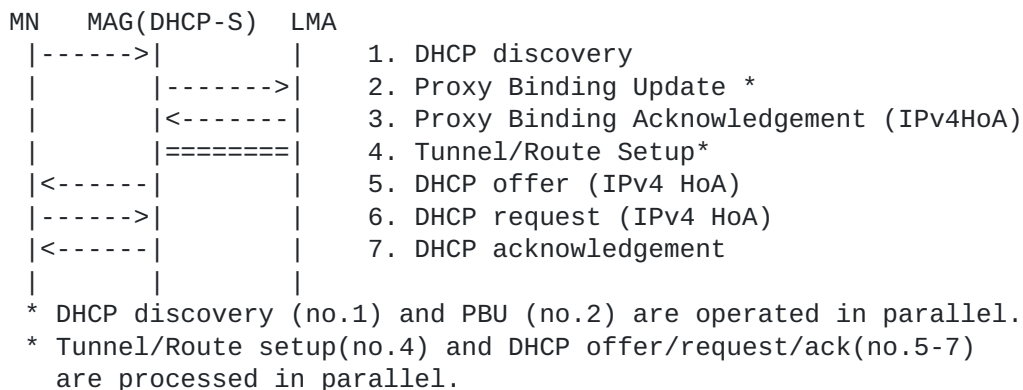 MN   MAG(DHCP-S)  LMA
 |------>|        |    1. DHCP discovery
 |       |------->|    2. Proxy Binding Update *
 |       |<-------|    3. Proxy Binding Acknowledgement (IPv4HoA)
 |       |========|    4. Tunnel/Route Setup*
 |<------|        |    5. DHCP offer (IPv4 HoA)
 |------>|        |    6. DHCP request (IPv4 HoA)
 |<------|        |    7. DHCP acknowledgement
 |       |        |
 * DHCP discovery (no.1) and PBU (no.2) are operated in parallel.
 * Tunnel/Route setup(no.4) and DHCP offer/request/ack(no.5-7)
   are processed in parallel.